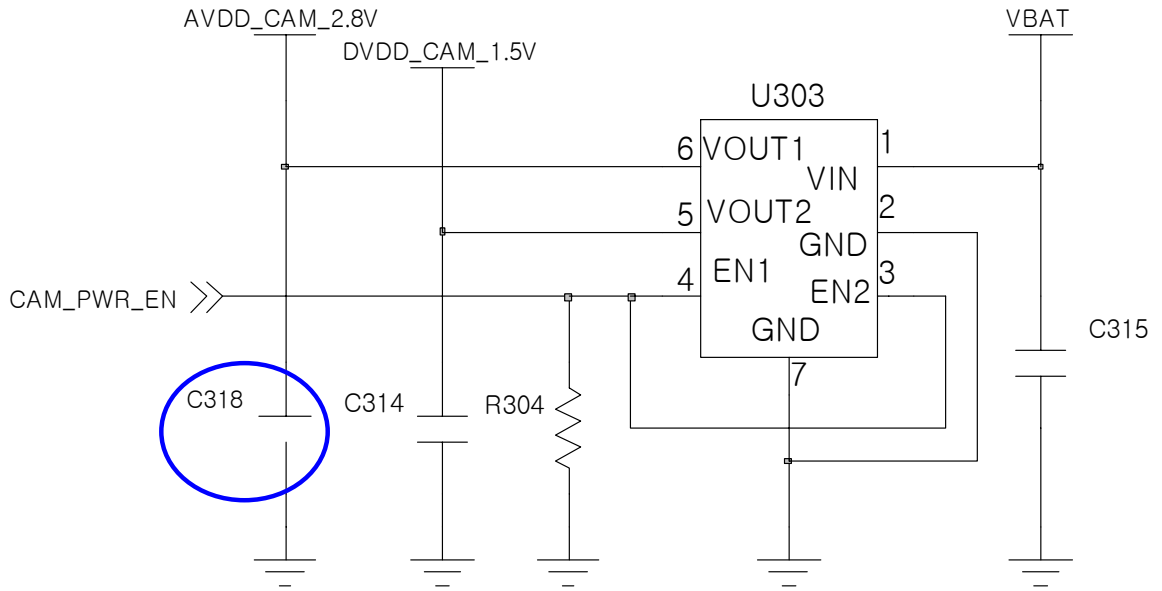 AVDD_CAM_2.8V
VBAT
DVDD_CAM_1.5V
U303
6 VOUT1 1
VIN
5 VOUT2 2
GND
4 EN1 3
CAM_PWR_EN EN2
GND
C315
7
C318 C314 R304